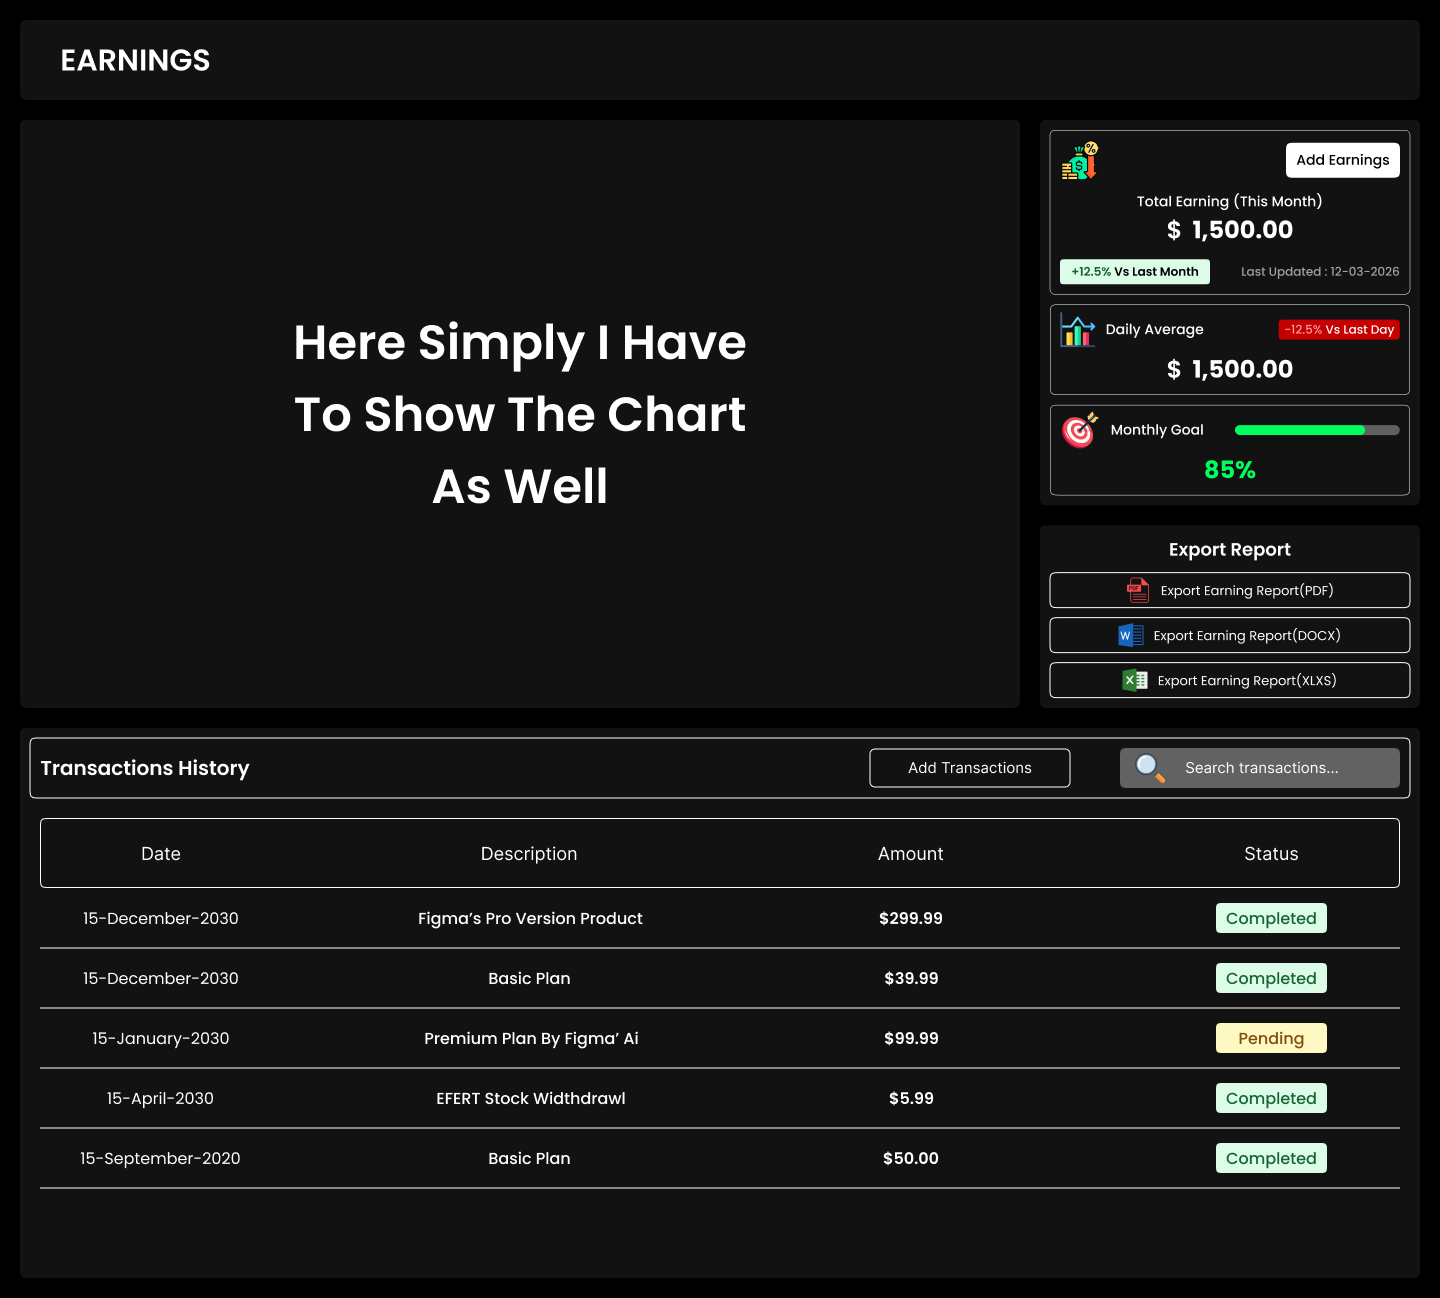 EARNINGS
Here Simply I Have
To Show The Chart
As Well
%
$
Add Earnings
Total Earning (This Month)
$ 1,500.00
+12.5% Vs Last Month
Last Updated : 12-03-2026
Daily Average
-12.5% Vs Last Day
$ 1,500.00
Monthly Goal
85%
Export Report
PDF
Export Earning Report(PDF)
W
Export Earning Report(DOCX)
X
Export Earning Report(XLXS)
Transactions History
Add Transactions
Search transactions...
Date Description Amount Status
15-December-2030 Figma’s Pro Version Product $299.99 Completed
15-December-2030 Basic Plan $39.99 Completed
15-January-2030 Premium Plan By Figma’ Ai $99.99 Pending
15-April-2030 EFERT Stock Widthdrawl $5.99 Completed
15-September-2020 Basic Plan $50.00 Completed